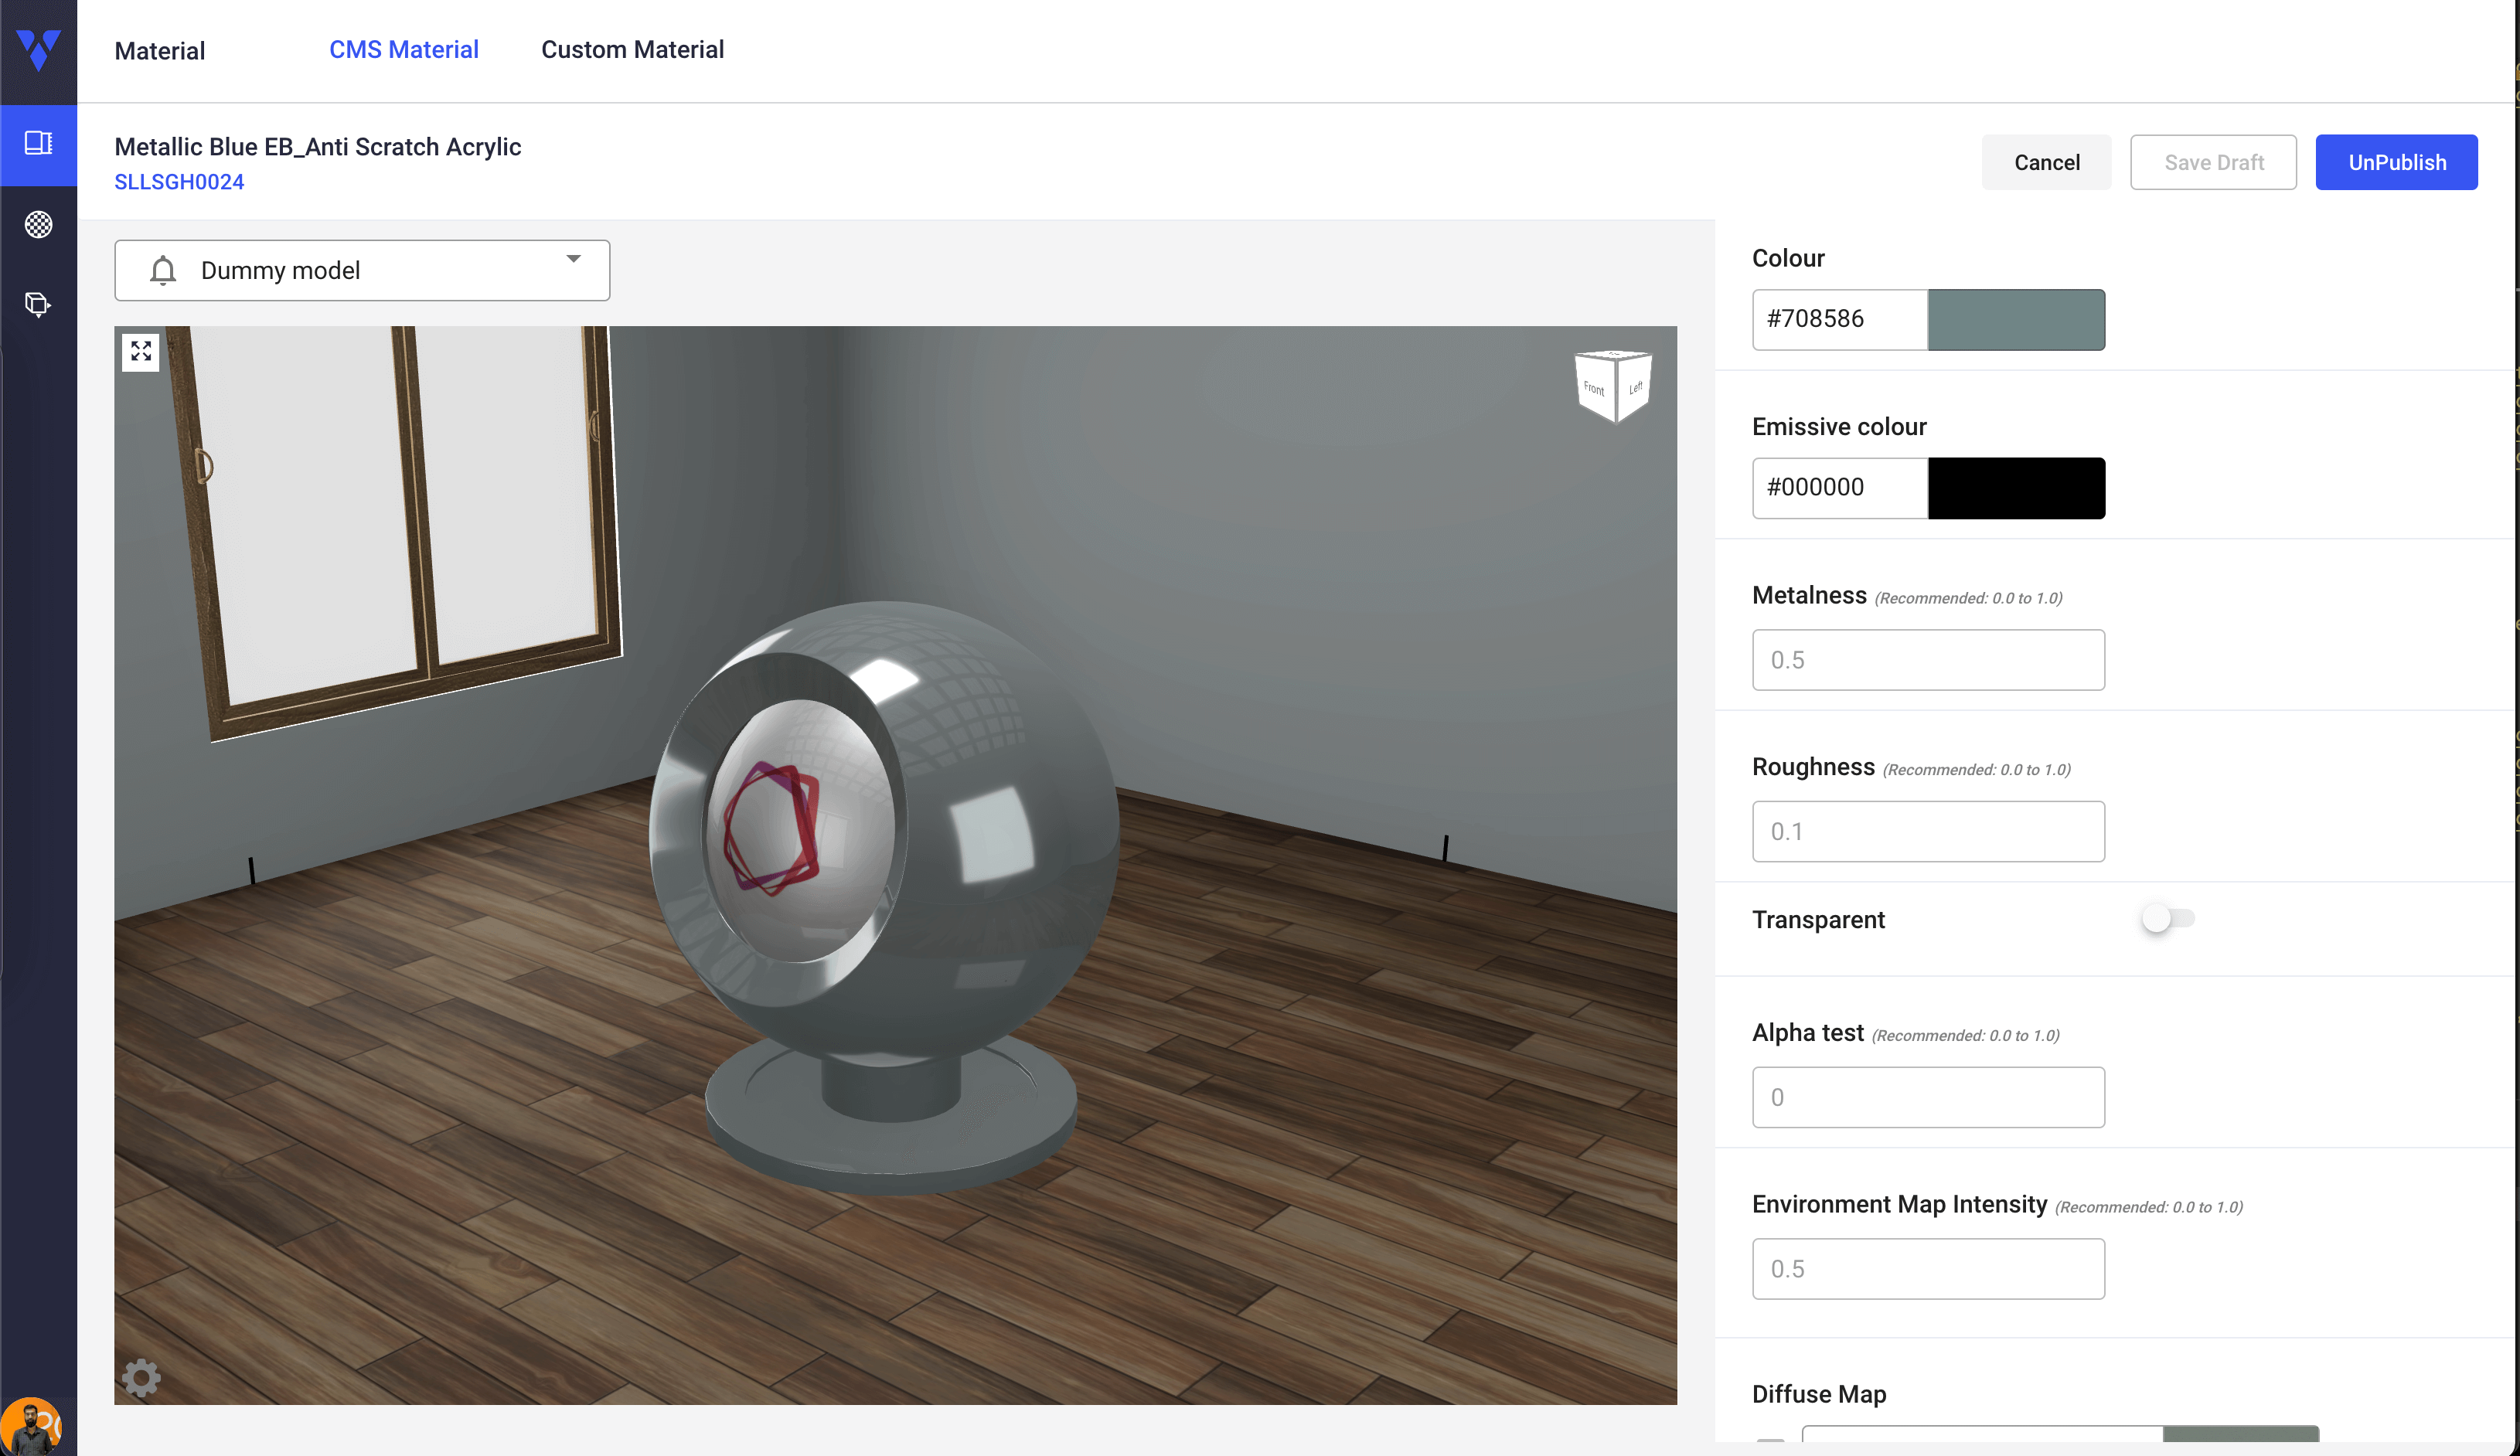 Material
CMS Material
Custom Material
Metallic Blue EB_Anti Scratch Acrylic
SLLSGH0024
Cancel
Save Draft
UnPublish
Dummy model
Front
Left
Colour
#708586
Emissive colour
#000000
Metalness (Recommended: 0.0 to 1.0)
0.5
Roughness (Recommended: 0.0 to 1.0)
0.1
Transparent
Alpha test (Recommended: 0.0 to 1.0)
0
Environment Map Intensity (Recommended: 0.0 to 1.0)
0.5
Diffuse Map